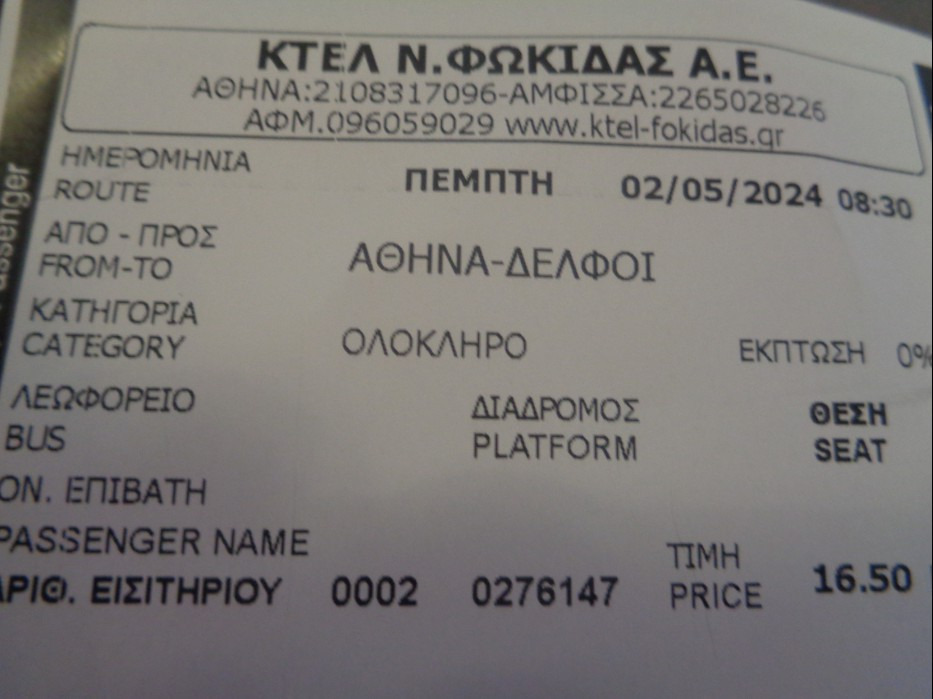 ΚΤΕΛ Ν.ΦΩΚΙΔΑΣ Α.Ε.
ΑΘΗΝΑ:2108317096-ΑΜΦΙΣΣΑ:2265028226
ΑΦΜ.096059029 www.ktel-fokidas.gr
ΗΜΕΡΟΜΗΝΙΑ
ROUTE
ΠΕΜΠΤΗ 02/05/2024 08:30
ΑΠΟ - ΠΡΟΣ
FROM-TO
ΑΘΗΝΑ-ΔΕΛΦΟΙ
ΚΑΤΗΓΟΡΙΑ
CATEGORY
ΟΛΟΚΛΗΡΟ ΕΚΠΤΩΣΗ 0%
ΛΕΩΦΟΡΕΙΟ ΔΙΑΔΡΟΜΟΣ ΘΕΣΗ
BUS PLATFORM SEAT
ΟΝ. ΕΠΙΒΑΤΗ
PASSENGER NAME
ΑΡΙΘ. ΕΙΣΙΤΗΡΙΟΥ 0002 0276147
ΤΙΜΗ
PRICE
16.50
Passenger